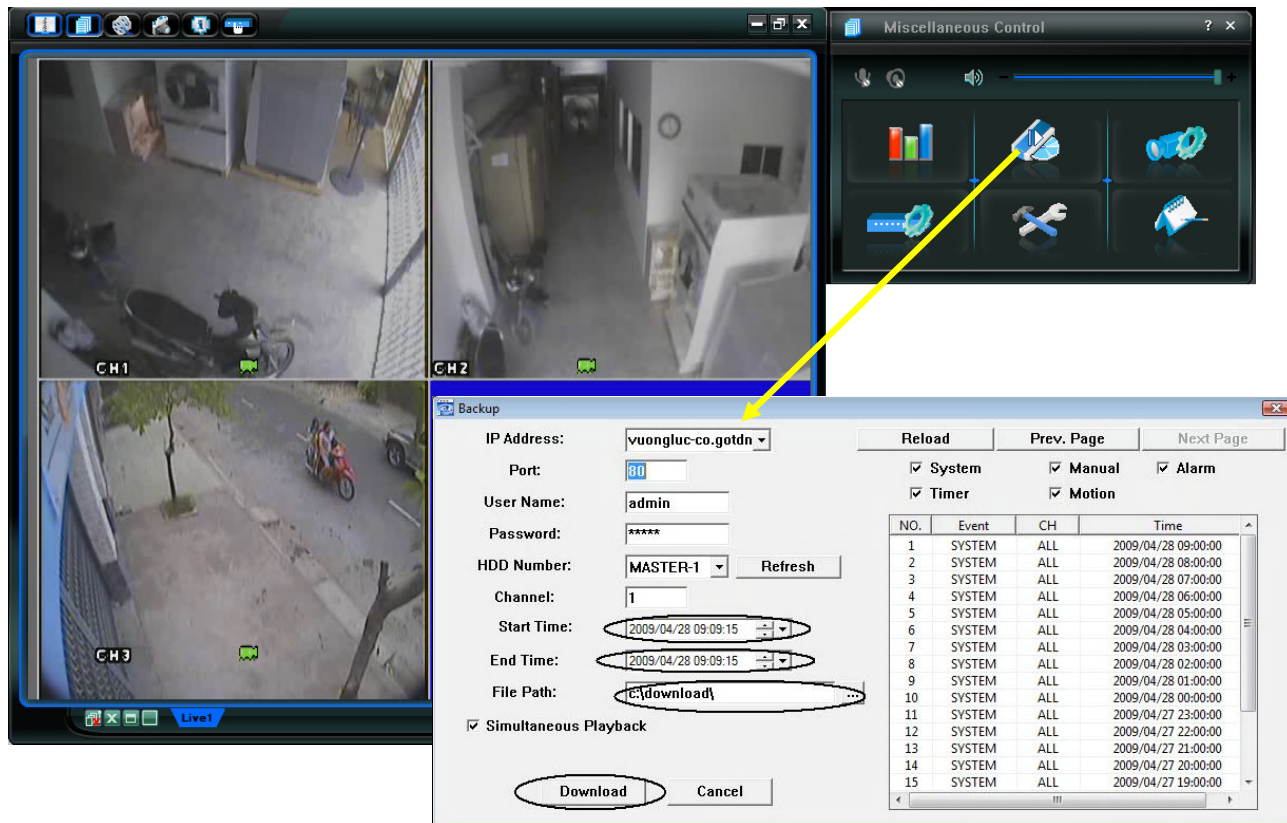 Miscellaneous Control ? ×
- +
CH1
CH2
CH3
Live1
Backup
IP Address: vuongluc-co.gotdn
Port: 80
User Name: admin
Password: *****
HDD Number: MASTER-1 Refresh
Channel: 1
Start Time: 2009/04/28 09:09:15
End Time: 2009/04/28 09:09:15
File Path: c:\download\ ...
Simultaneous Playback
Download Cancel
Reload Prev. Page Next Page
System Manual Alarm
Timer Motion
NO. Event CH Time
1 SYSTEM ALL 2009/04/28 09:00:00
2 SYSTEM ALL 2009/04/28 08:00:00
3 SYSTEM ALL 2009/04/28 07:00:00
4 SYSTEM ALL 2009/04/28 06:00:00
5 SYSTEM ALL 2009/04/28 05:00:00
6 SYSTEM ALL 2009/04/28 04:00:00
7 SYSTEM ALL 2009/04/28 03:00:00
8 SYSTEM ALL 2009/04/28 02:00:00
9 SYSTEM ALL 2009/04/28 01:00:00
10 SYSTEM ALL 2009/04/28 00:00:00
11 SYSTEM ALL 2009/04/27 23:00:00
12 SYSTEM ALL 2009/04/27 22:00:00
13 SYSTEM ALL 2009/04/27 21:00:00
14 SYSTEM ALL 2009/04/27 20:00:00
15 SYSTEM ALL 2009/04/27 19:00:00